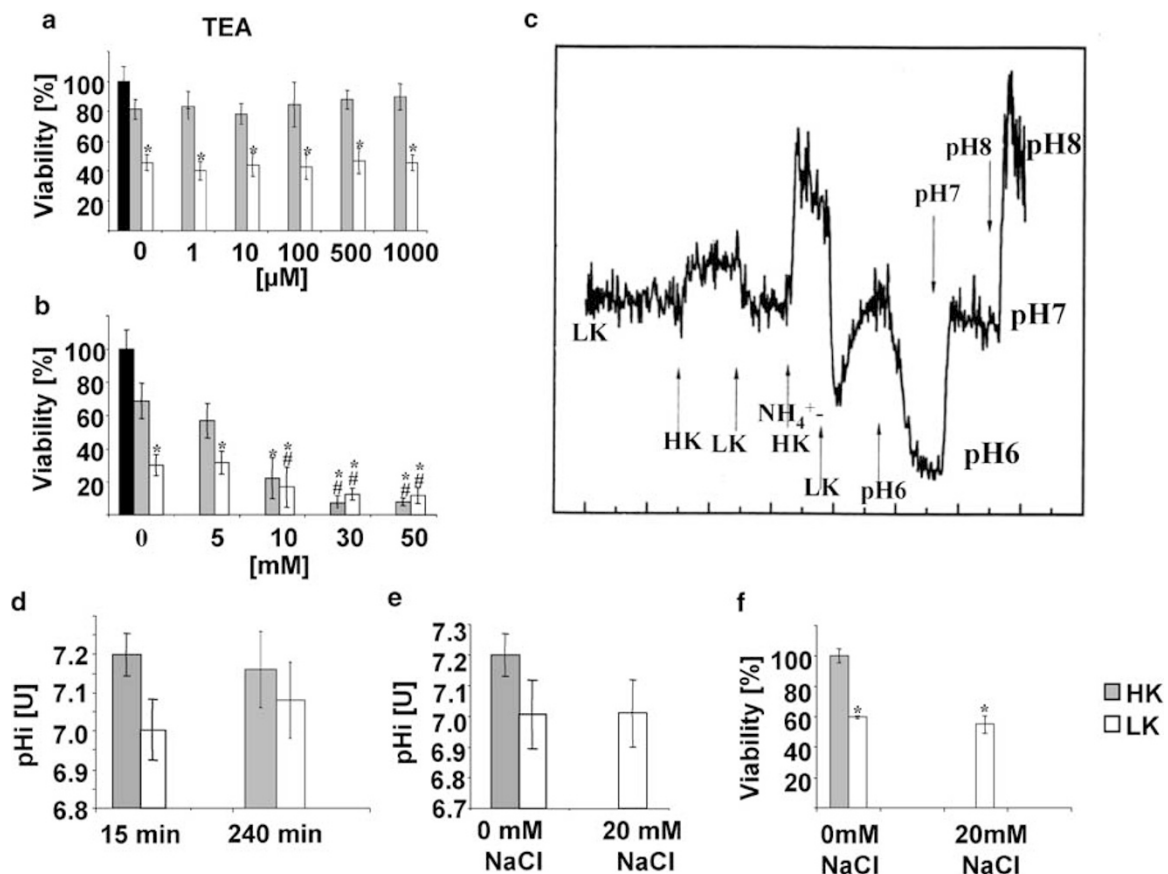 a
TEA
Viability [%]
100
80
60
40
20
*
*
*
*
*
*
0 1 10 100 500 1000
[µM]
b
Viability [%]
100
80
60
40
20
*
*
*
*
#
*
#
*
#
*
#
*
#
0 5 10 30 50
[mM]
c
LK
HK
LK
NH4+-
HK
LK
pH6
pH7
pH8
pH8
pH7
pH6
d
pHi [U]
7.2
7.1
7.0
6.9
6.8
15 min 240 min
e
pHi [U]
7.3
7.2
7.1
7.0
6.9
6.7
0 mM 20 mM
NaCl NaCl
f
Viability [%]
100
80
60
40
20
*
*
0mM 20mM
NaCl NaCl
HK
LK